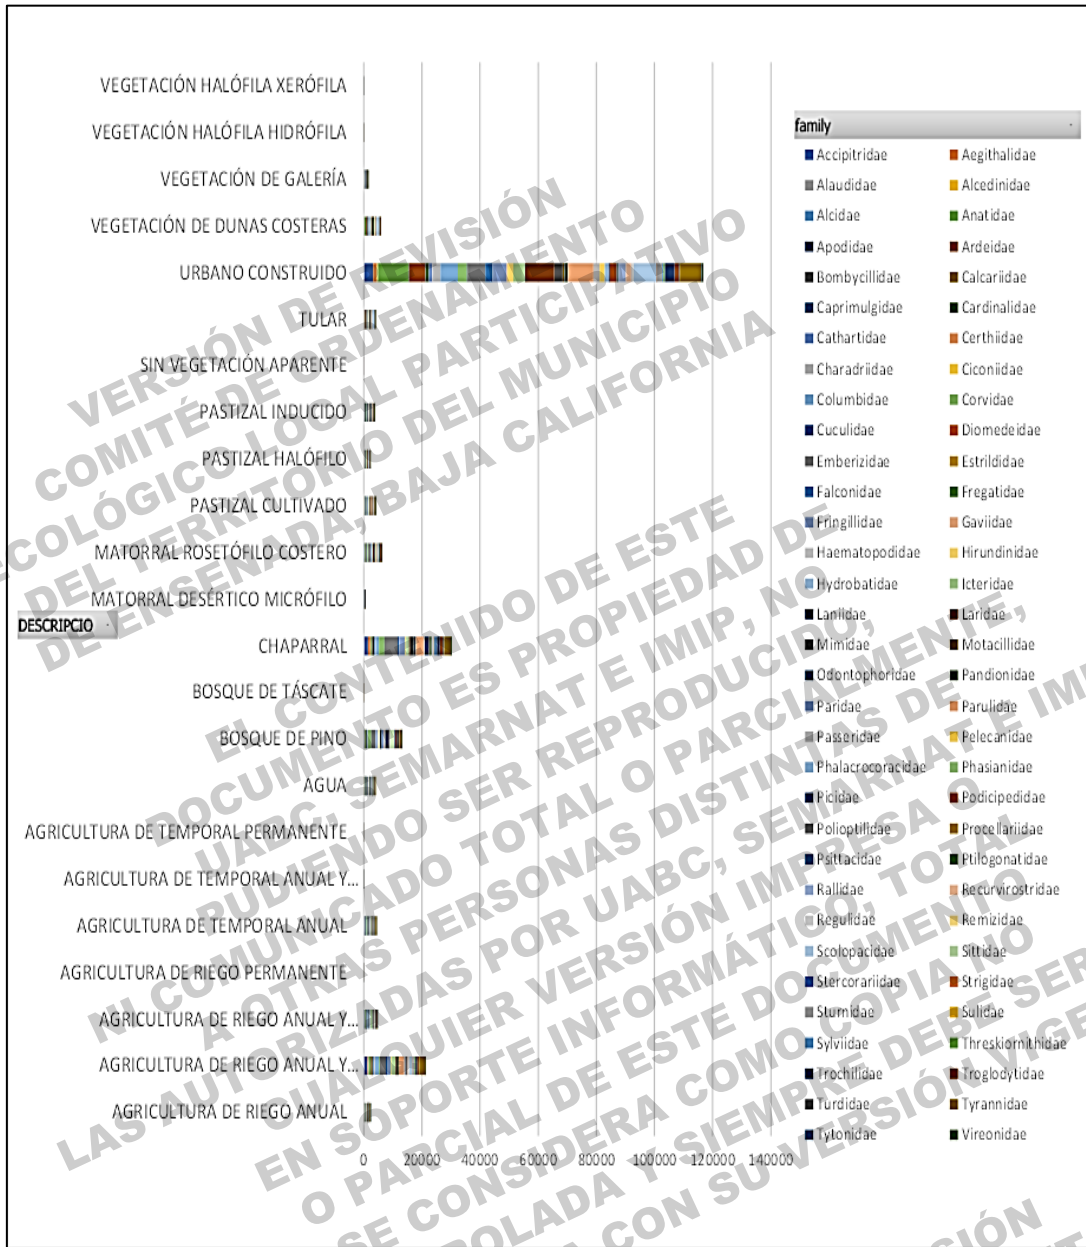 VEGETACIÓN HALÓFILA XERÓFILA
VEGETACIÓN HALÓFILA HIDRÓFILA
VEGETACIÓN DE GALERÍA
VEGETACIÓN DE DUNAS COSTERAS
URBANO CONSTRUIDO
TULAR
SIN VEGETACIÓN APARENTE
PASTIZAL INDUCIDO
PASTIZAL HALÓFILO
PASTIZAL CULTIVADO
MATORRAL ROSETÓFILO COSTERO
MATORRAL DESÉRTICO MICRÓFILO
DESCRIPCIO
CHAPARRAL
BOSQUE DE TÁSCATE
BOSQUE DE PINO
AGUA
AGRICULTURA DE TEMPORAL PERMANENTE
AGRICULTURA DE TEMPORAL ANUAL Y...
AGRICULTURA DE TEMPORAL ANUAL
AGRICULTURA DE RIEGO PERMANENTE
AGRICULTURA DE RIEGO ANUAL Y...
AGRICULTURA DE RIEGO ANUAL Y...
AGRICULTURA DE RIEGO ANUAL
0 20000 40000 60000 80000 100000 120000 140000
family
Accipitridae Aegithalidae
Alaudidae Alcedinidae
Alcidae Anatidae
Apodidae Ardeidae
Bombycillidae Calcariidae
Caprimulgidae Cardinalidae
Cathartidae Certhiidae
Charadriidae Ciconiidae
Columbidae Corvidae
Cuculidae Diomedeidae
Emberizidae Estrildidae
Falconidae Fregatidae
Fringillidae Gaviidae
Haematopodidae Hirundinidae
Hydrobatidae Icteridae
Laniidae Laridae
Mimidae Motacillidae
Odontophoridae Pandionidae
Paridae Parulidae
Passeridae Pelecanidae
Phalacrocoracidae Phasianidae
Picidae Podicipedidae
Polioptilidae Procellariidae
Psittacidae Ptilogonatidae
Rallidae Recurvirostridae
Regulidae Remizidae
Scolopacidae Sittidae
Stercorariidae Strigidae
Sturnidae Sulidae
Sylviidae Threskiornithidae
Trochilidae Troglodytidae
Turdidae Tyrannidae
Tytonidae Vireonidae
VERSIÓN DE REVISIÓN
COMITÉ DE ORDENAMIENTO
ECOLÓGICO LOCAL PARTICIPATIVO
DEL TERRITORIO DEL MUNICIPIO
DE ENSENADA, BAJA CALIFORNIA
EL CONTENIDO DE ESTE
DOCUMENTO ES PROPIEDAD DE
UABC, SEMARNAT E IMIP, NO
PUDIENDO SER REPRODUCIDO,
NI COMUNICADO TOTAL O PARCIALMENTE,
A OTRAS PERSONAS DISTINTAS DE
LAS AUTORIZADAS POR UABC, SEMARNAT E IMIP
CUALQUIER VERSIÓN IMPRESA O
EN SOPORTE INFORMÁTICO, TOTAL
O PARCIAL DE ESTE DOCUMENTO
SE CONSIDERA COMO COPIA NO
CONTROLADA Y SIEMPRE DEBE SER
CON SU VERSIÓN VIGE